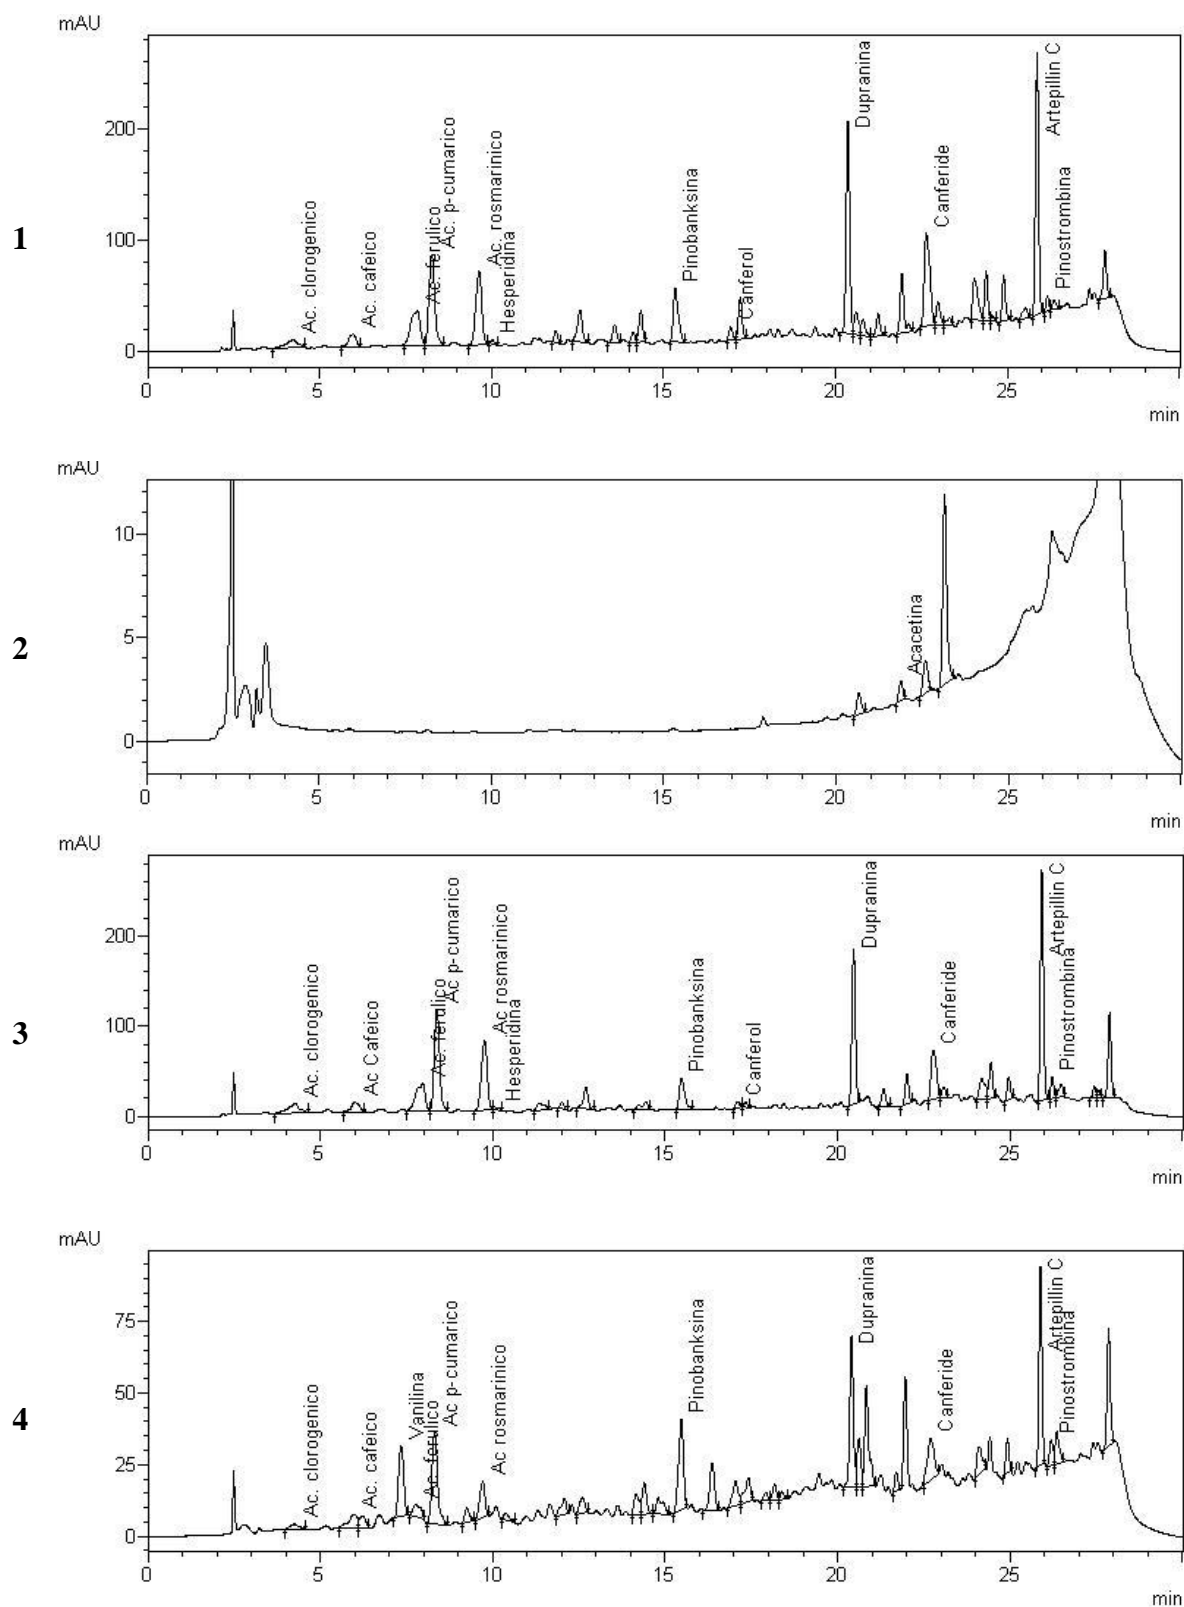 mAU
200
100
0
1
Ac. clorogenico
Ac. cafeico
Ac. ferulico
Ac. p-cumarico
Ac. rosmarinico
Hesperidina
Pinobanksina
Canferol
Dupranina
Canferide
Artepillin C
Pinostrombina
0 5 10 15 20 25
min
mAU
10
5
0
2
Acacetina
0 5 10 15 20 25
min
mAU
200
100
0
3
Ac. clorogenico
Ac Cafeico
Ac. ferulico
Ac p-cumarico
Ac rosmarinico
Hesperidina
Pinobanksina
Canferol
Dupranina
Canferide
Artepillin C
Pinostrombina
0 5 10 15 20 25
min
mAU
75
50
25
0
4
Ac. clorogenico
Ac. cafeico
Vanilina
Ac. ferulico
Ac p-cumarico
Ac rosmarinico
Pinobanksina
Dupranina
Canferide
Artepillin C
Pinostrombina
0 5 10 15 20 25
min